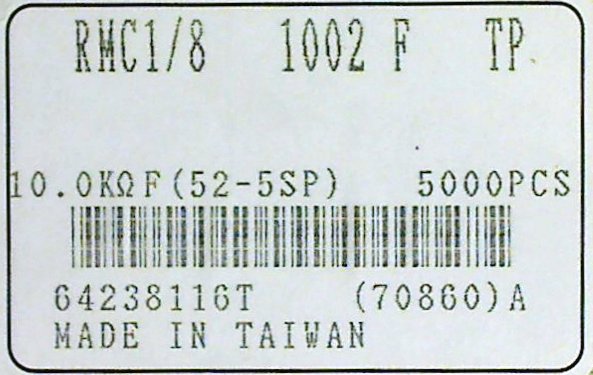 RMC1/8 1002 F TP
10.0KΩF(52-5SP) 5000PCS
64238116T (70860)A
MADE IN TAIWAN